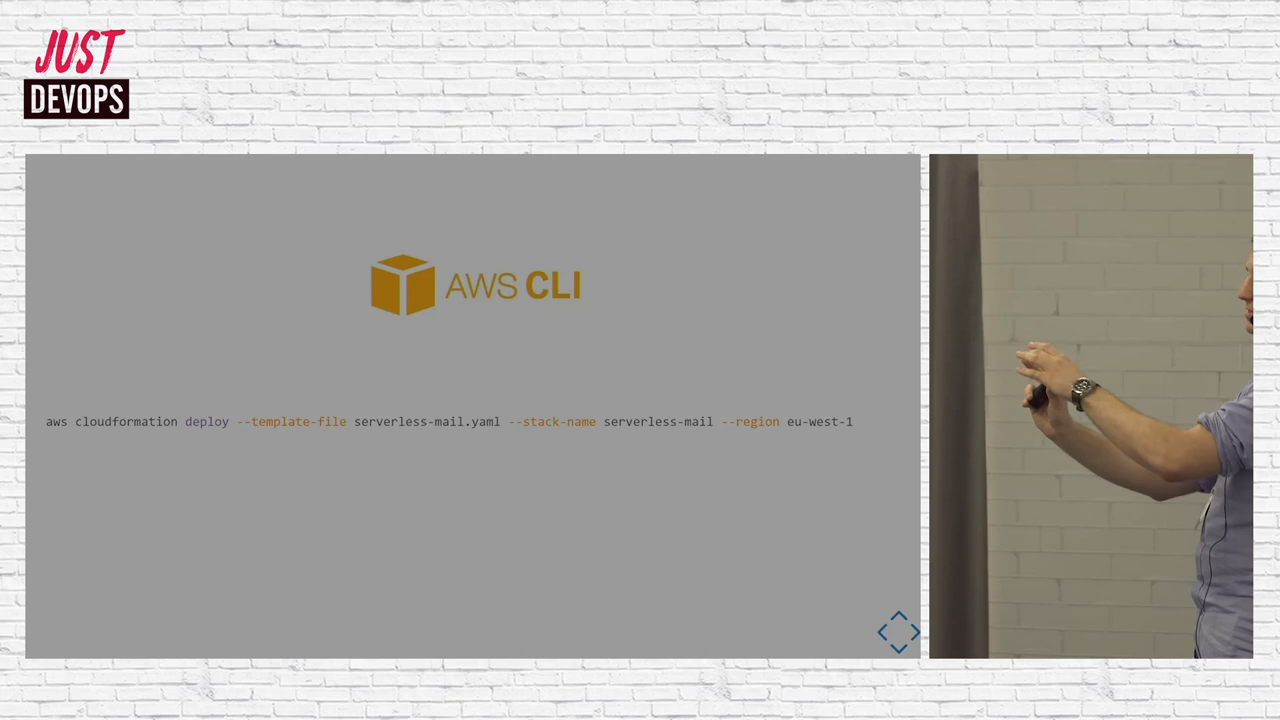 JUST
DEVOPS
AWS CLI
aws cloudformation deploy --template-file serverless-mail.yaml --stack-name serverless-mail --region eu-west-1